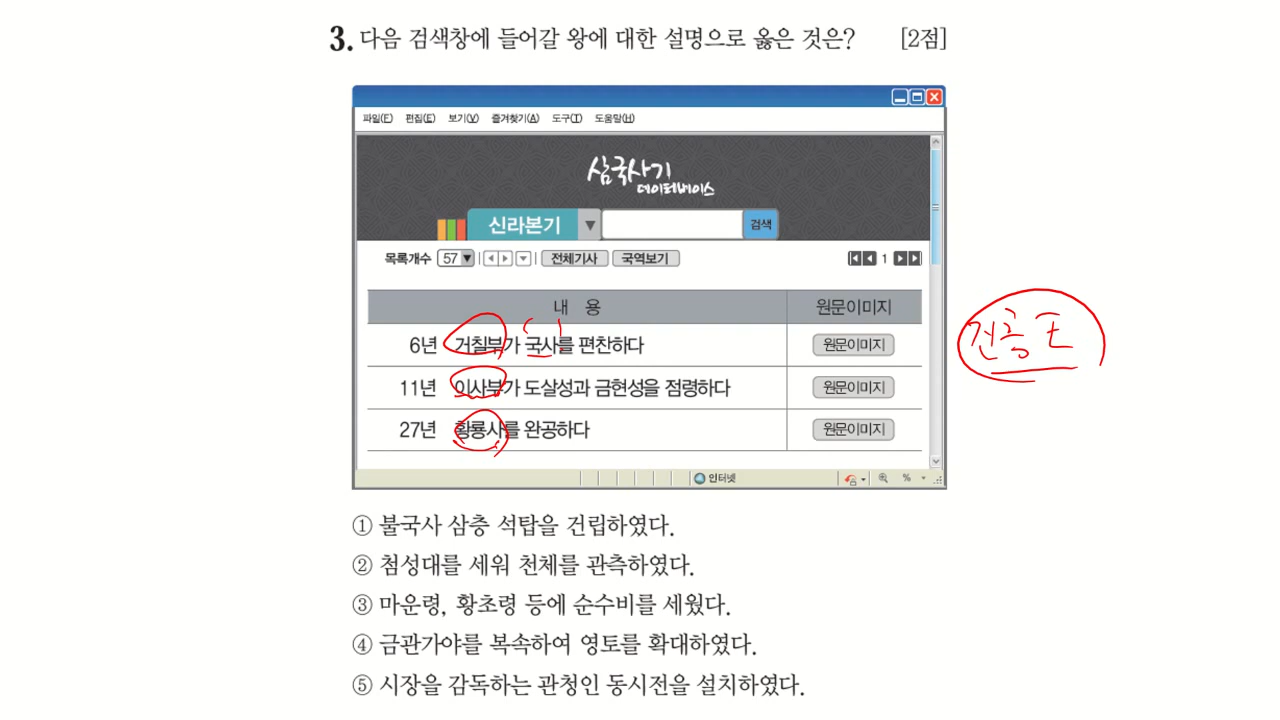 3. 다음 검색창에 들어갈 왕에 대한 설명으로 옳은 것은? [2점]
파일(F) 편집(E) 보기(V) 즐겨찾기(A) 도구(T) 도움말(H)
삼국사기
데이터베이스
신라본기 ▼ 검색
목록개수 57 ▼ 전체기사 국역보기 1
내 용 원문이미지
6년 거칠부가 국사를 편찬하다 원문이미지
11년 이사부가 도살성과 금현성을 점령하다 원문이미지
27년 황룡사를 완공하다 원문이미지
진흥王
인터넷 %
① 불국사 삼층 석탑을 건립하였다.
② 첨성대를 세워 천체를 관측하였다.
③ 마운령, 황초령 등에 순수비를 세웠다.
④ 금관가야를 복속하여 영토를 확대하였다.
⑤ 시장을 감독하는 관청인 동시전을 설치하였다.